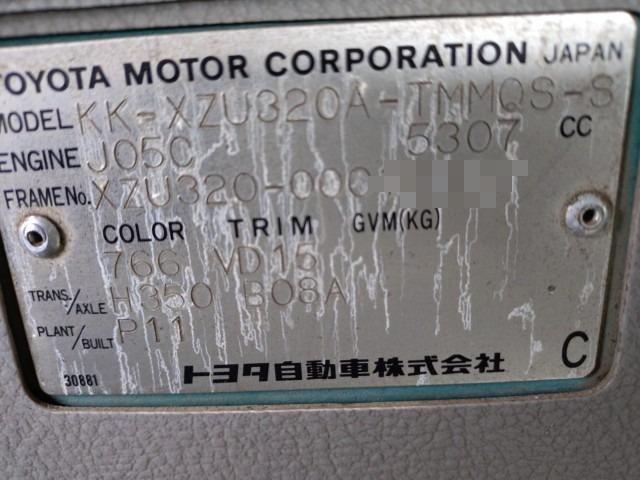 TOYOTA MOTOR CORPORATION JAPAN
MODEL KK-XZU320A-TMMQS-S
ENGINE J05C 5307 CC
FRAME No. XZU320-000
COLOR TRIM GVM(KG)
766 VD15
TRANS./AXLE H350 B08A
PLANT/BUILT P11
30881 トヨタ自動車株式会社 C